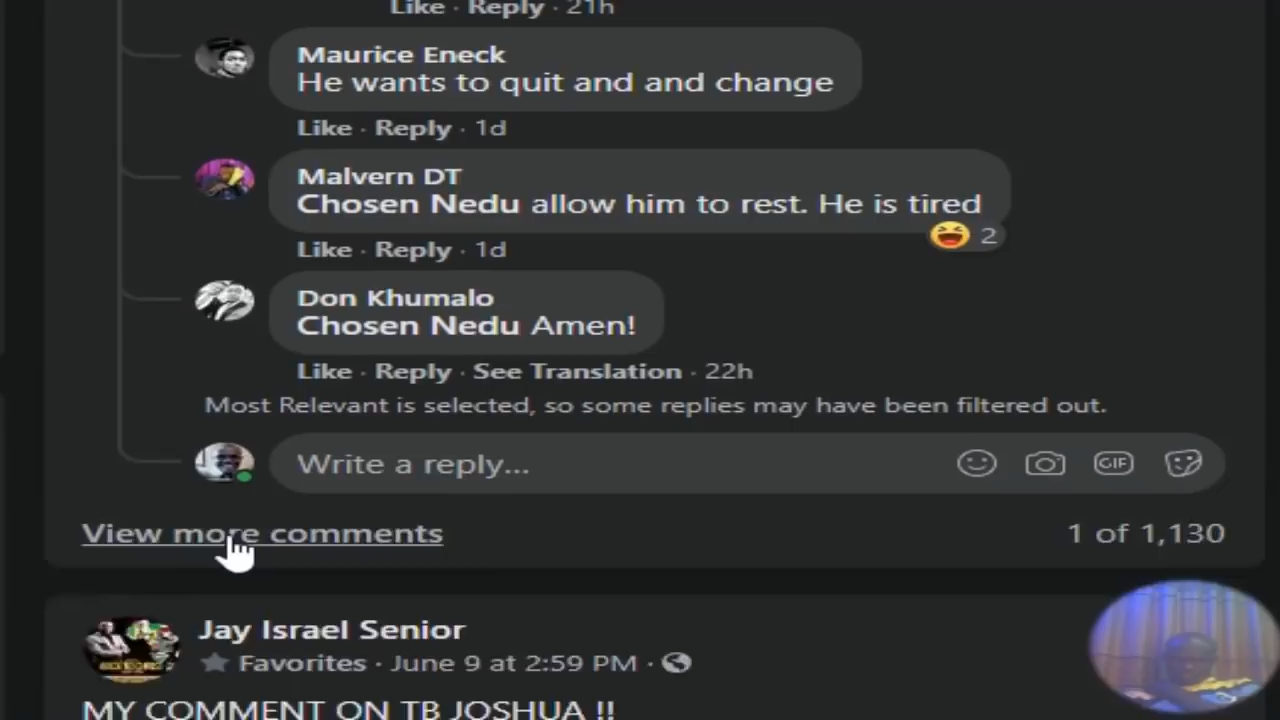 Like · Reply · 21h
Maurice Eneck
He wants to quit and and change
Like · Reply · 1d
Malvern DT
Chosen Nedu allow him to rest. He is tired
2
Like · Reply · 1d
Don Khumalo
Chosen Nedu Amen!
Like · Reply · See Translation · 22h
Most Relevant is selected, so some replies may have been filtered out.
Write a reply...
GIF
View more comments
1 of 1,130
Jay Israel Senior
Favorites · June 9 at 2:59 PM ·
MY COMMENT ON TB JOSHUA !!